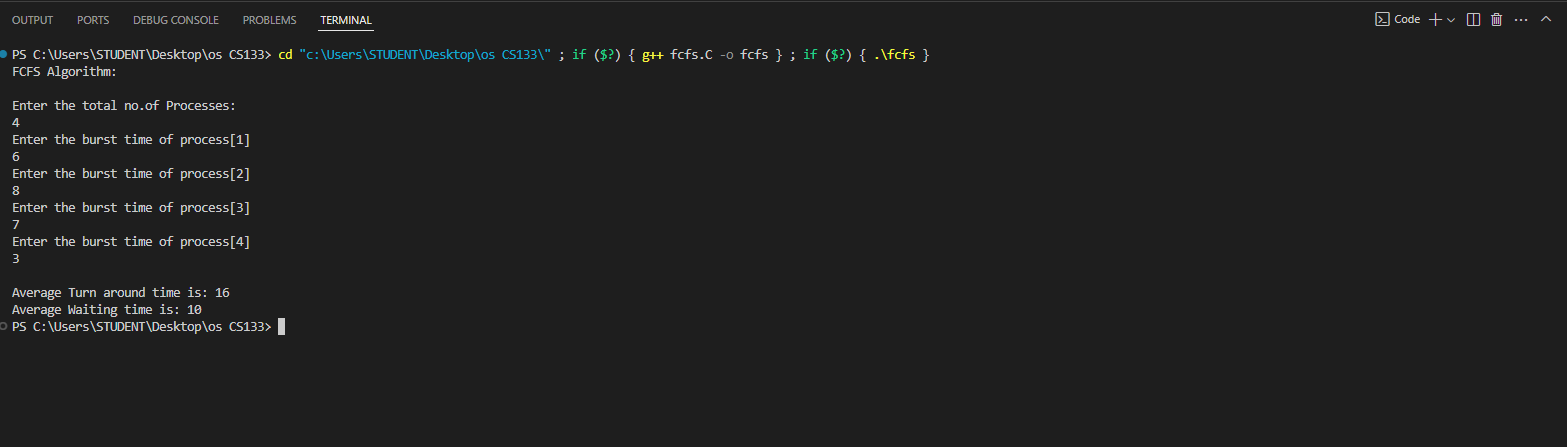 OUTPUT PORTS DEBUG CONSOLE PROBLEMS TERMINAL Code
PS C:\Users\STUDENT\Desktop\os CS133> cd "c:\Users\STUDENT\Desktop\os CS133\" ; if ($?) { g++ fcfs.C -o fcfs } ; if ($?) { .\fcfs }
FCFS Algorithm:
Enter the total no.of Processes:
4
Enter the burst time of process[1]
6
Enter the burst time of process[2]
8
Enter the burst time of process[3]
7
Enter the burst time of process[4]
3
Average Turn around time is: 16
Average Waiting time is: 10
PS C:\Users\STUDENT\Desktop\os CS133>